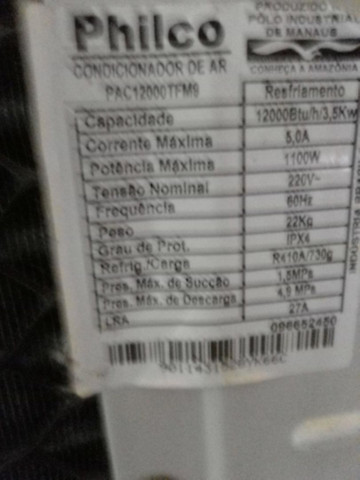 Philco
PRODUZIDO
PÓLO INDUSTRIAL
DE MANAUS
CONHEÇA A AMAZÔNIA
CONDICIONADOR DE AR
PAC12000TFM9 Resfriamento
Capacidade 12000Btu/h/3,5Kw
Corrente Máxima 5,0A
Potência Máxima 1100W
Tensão Nominal 220V~
Frequência 60Hz
Peso 22Kg
Grau de Prot. IPX4
Refrig./Carga R410A/730g
Pres. Máx. de Sucção 1,5MPa
Pres. Máx. de Descarga 4,9 MPa
LRA 27A
096652450